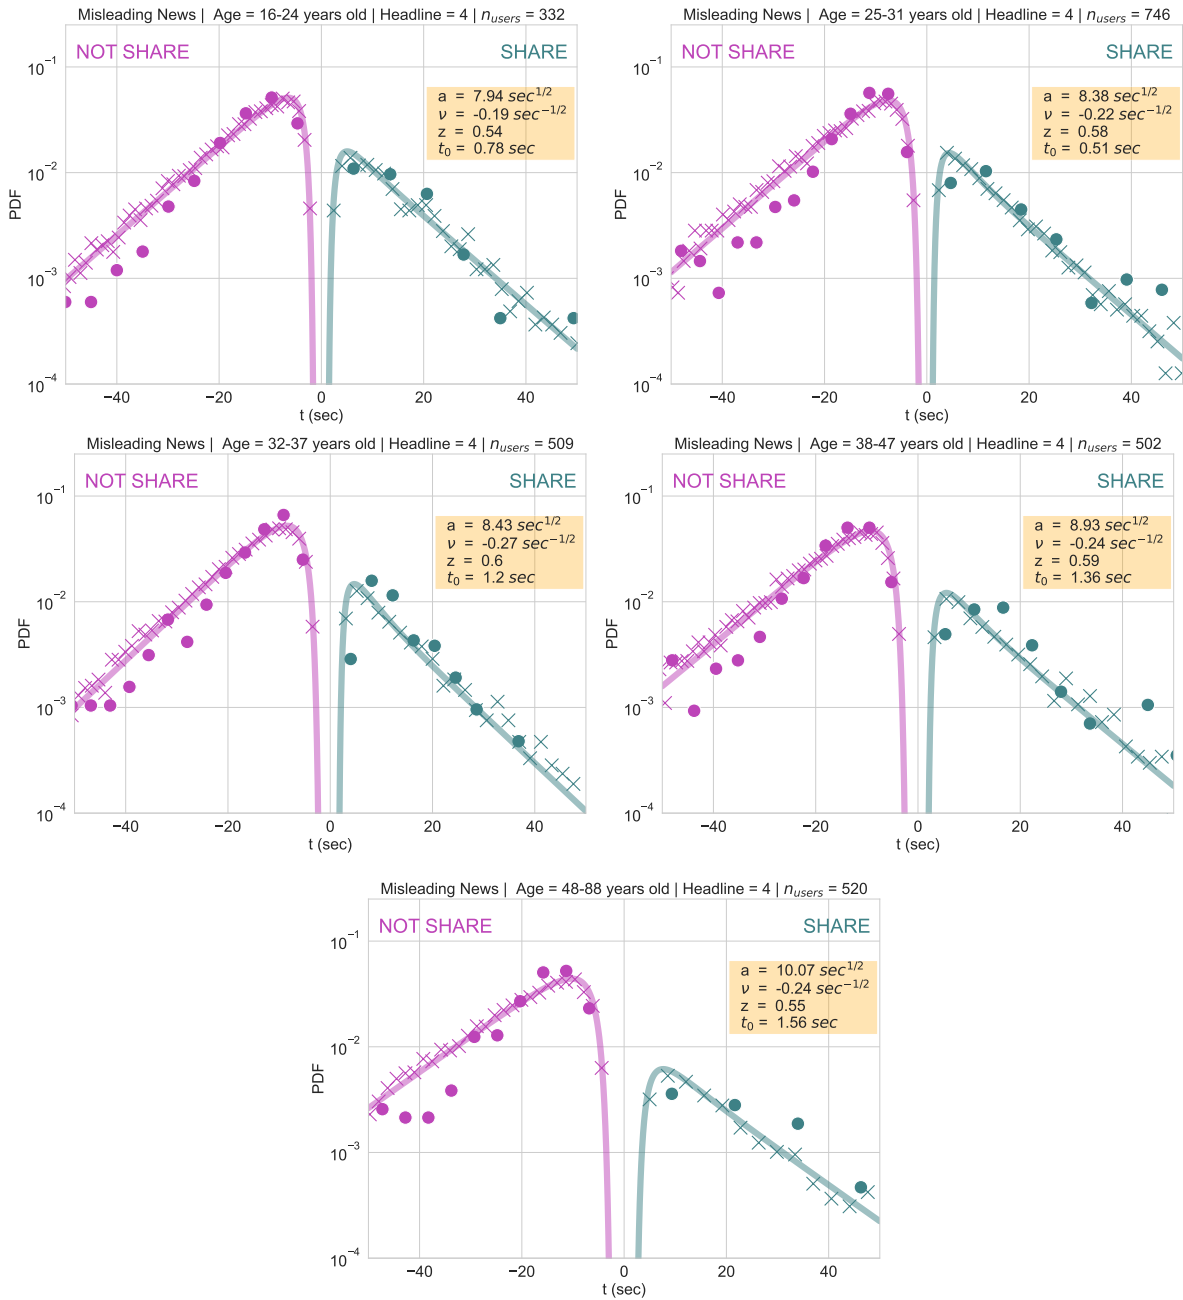 Misleading News | Age = 16-24 years old | Headline = 4 | n_users = 332
NOT SHARE
SHARE
a = 7.94 sec^{1/2}
ν = -0.19 sec^{−1/2}
z = 0.54
t_0 = 0.78 sec
10^{−1}
10^{−2}
10^{−3}
10^{−4}
PDF
−40 −20 0 20 40
t (sec)
Misleading News | Age = 25-31 years old | Headline = 4 | n_users = 746
NOT SHARE
SHARE
a = 8.38 sec^{1/2}
ν = -0.22 sec^{−1/2}
z = 0.58
t_0 = 0.51 sec
10^{−1}
10^{−2}
10^{−3}
10^{−4}
PDF
−40 −20 0 20 40
t (sec)
Misleading News | Age = 32-37 years old | Headline = 4 | n_users = 509
NOT SHARE
SHARE
a = 8.43 sec^{1/2}
ν = -0.27 sec^{−1/2}
z = 0.6
t_0 = 1.2 sec
10^{−1}
10^{−2}
10^{−3}
10^{−4}
PDF
−40 −20 0 20 40
t (sec)
Misleading News | Age = 38-47 years old | Headline = 4 | n_users = 502
NOT SHARE
SHARE
a = 8.93 sec^{1/2}
ν = -0.24 sec^{−1/2}
z = 0.59
t_0 = 1.36 sec
10^{−1}
10^{−2}
10^{−3}
10^{−4}
PDF
−40 −20 0 20 40
t (sec)
Misleading News | Age = 48-88 years old | Headline = 4 | n_users = 520
NOT SHARE
SHARE
a = 10.07 sec^{1/2}
ν = -0.24 sec^{−1/2}
z = 0.55
t_0 = 1.56 sec
10^{−1}
10^{−2}
10^{−3}
10^{−4}
PDF
−40 −20 0 20 40
t (sec)